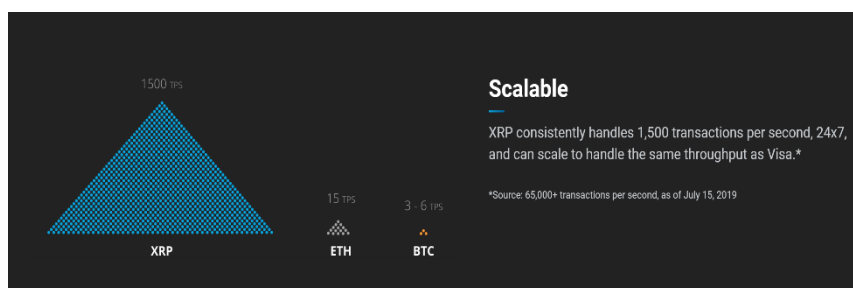 1500 TPS
15 TPS
3 - 6 TPS
XRP
ETH
BTC
Scalable
XRP consistently handles 1,500 transactions per second, 24x7,
and can scale to handle the same throughput as Visa.*
*Source: 65,000+ transactions per second, as of July 15, 2019